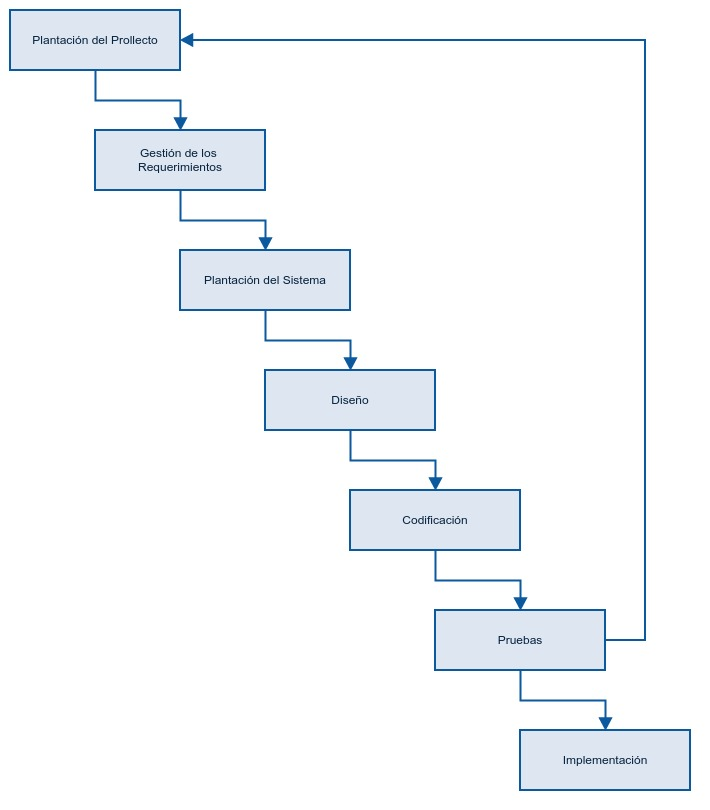 Plantación del Prollecto
Gestión de los
Requerimientos
Plantación del Sistema
Diseño
Codificación
Pruebas
Implementación